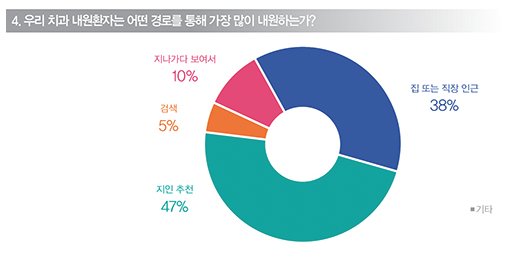 4. 우리 치과 내원환자는 어떤 경로를 통해 가장 많이 내원하는가?
지나가다 보여서
10%
집 또는 직장 인근
38%
검색
5%
지인 추천
47%
■기타